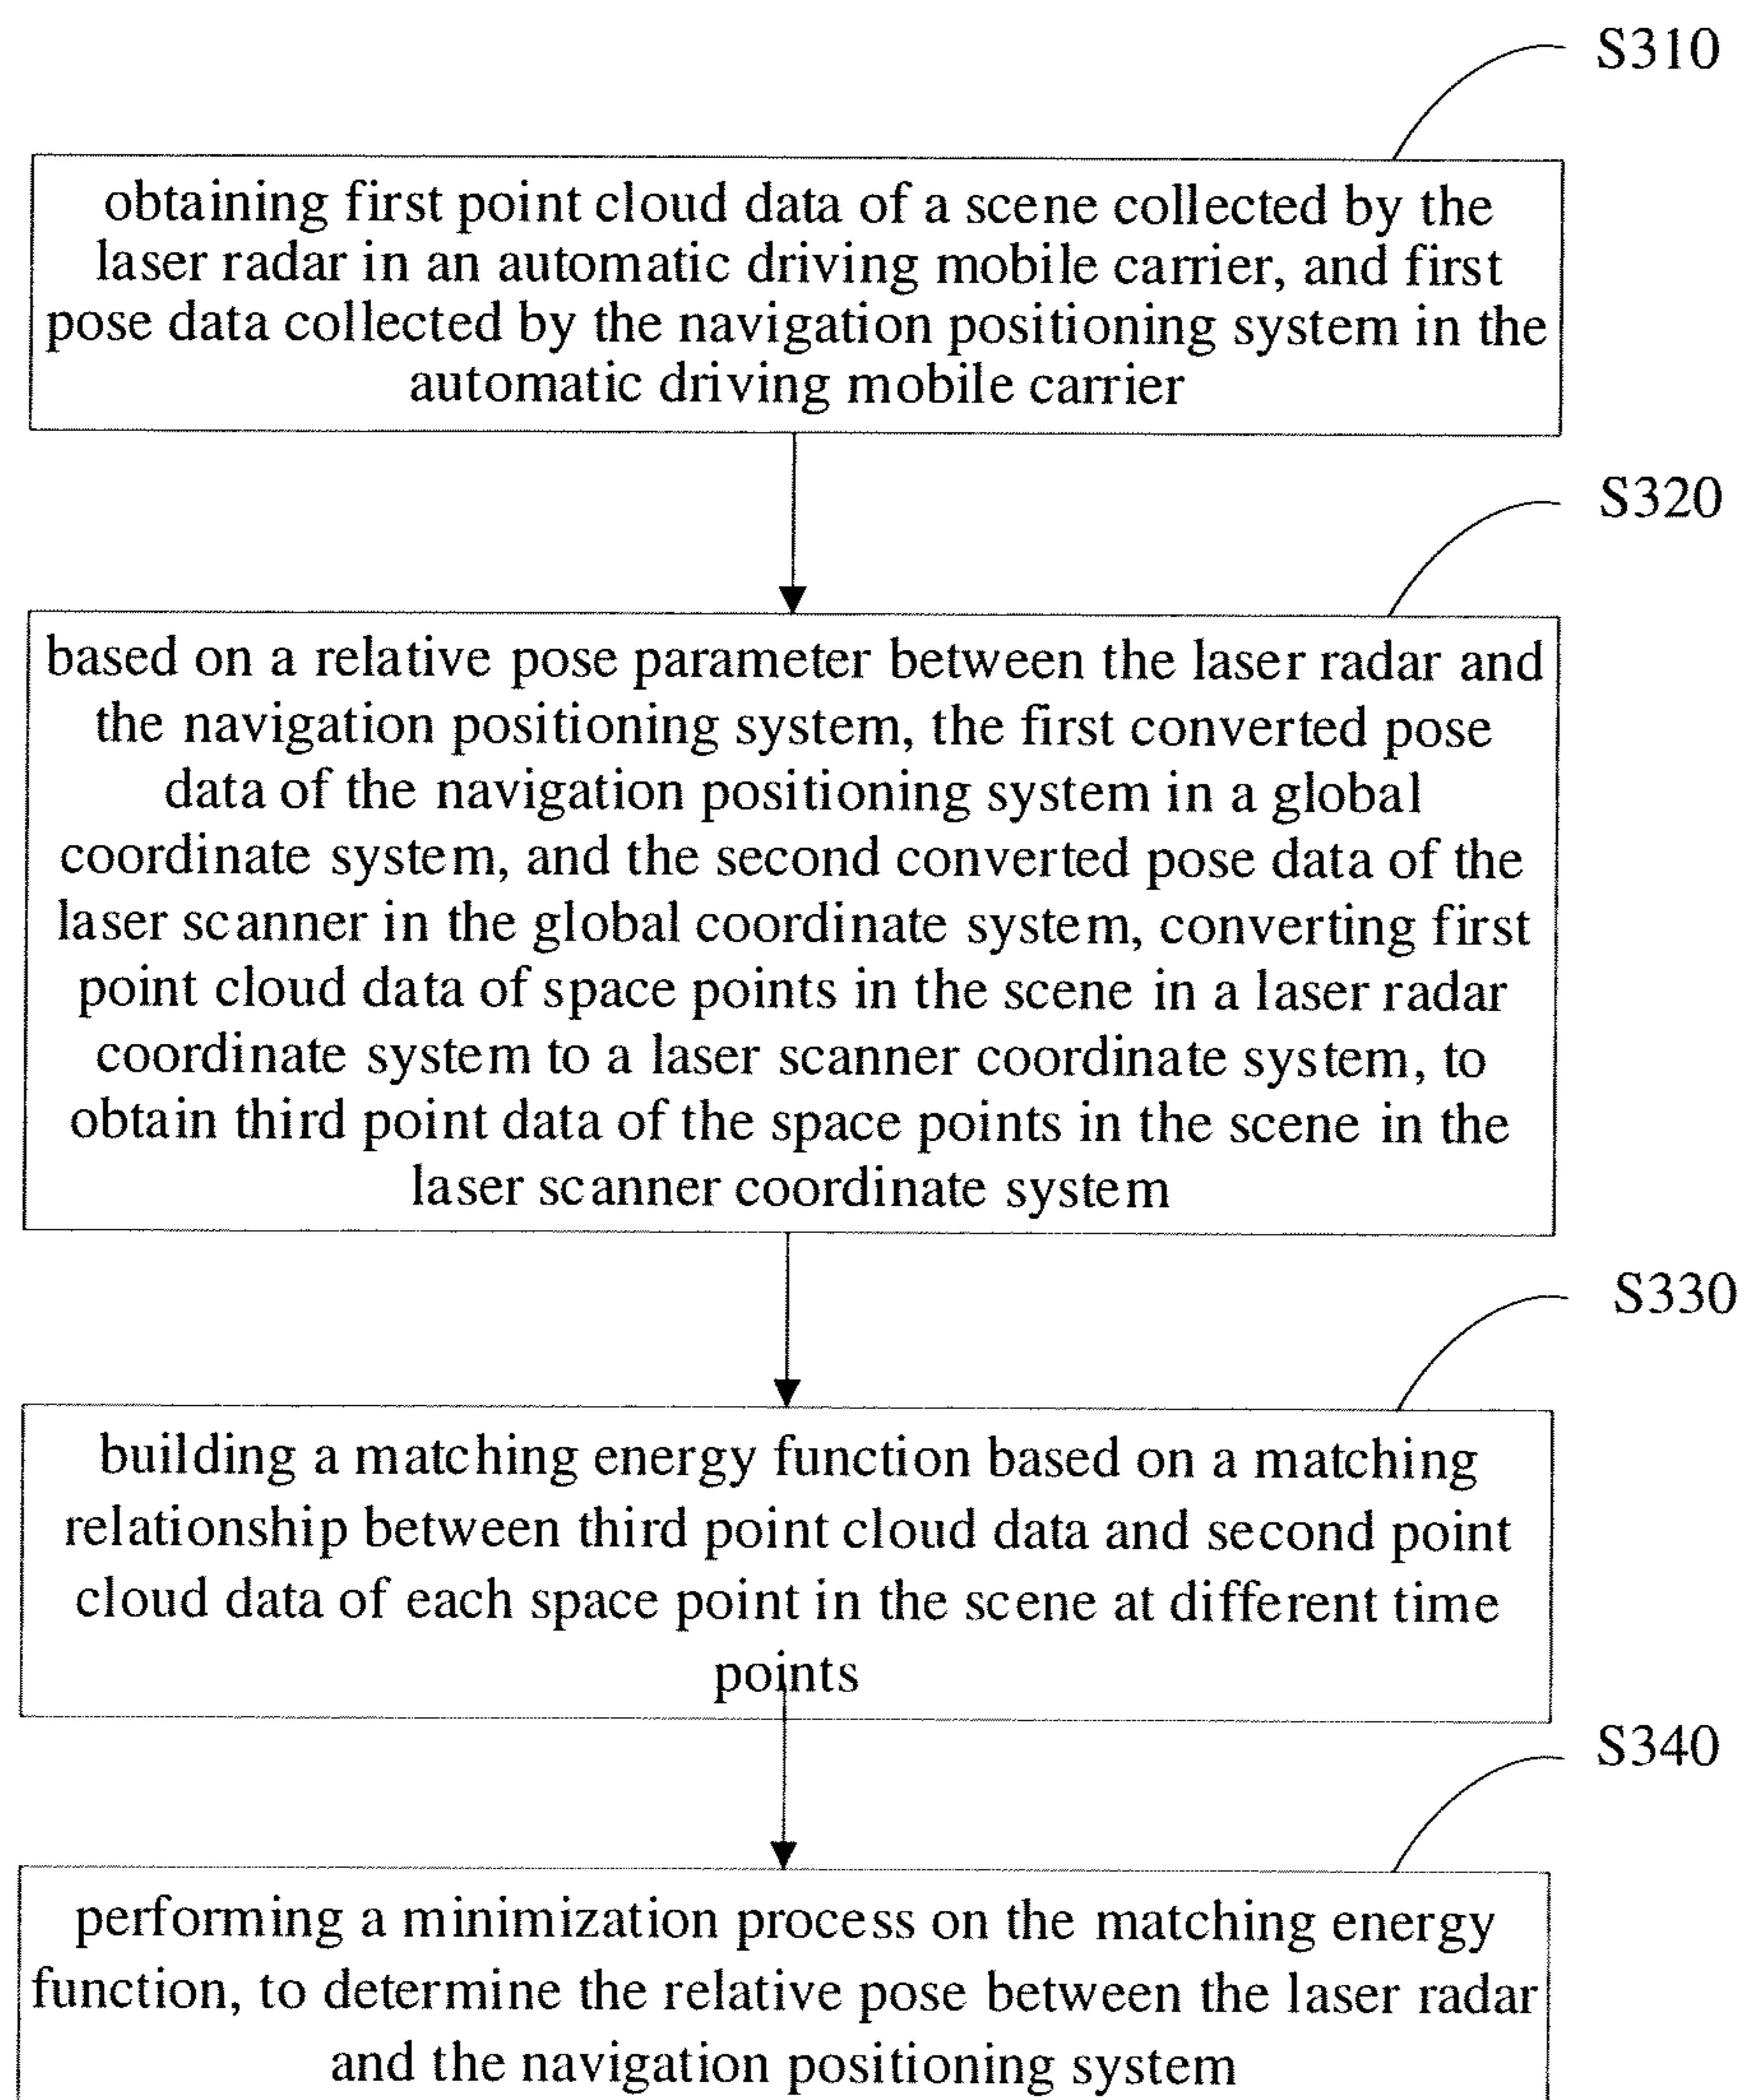 S310
obtaining first point cloud data of a scene collected by the
laser radar in an automatic driving mobile carrier, and first
pose data collected by the navigation positioning system in the
automatic driving mobile carrier
S320
based on a relative pose parameter between the laser radar and
the navigation positioning system, the first converted pose
data of the navigation positioning system in a global
coordinate system, and the second converted pose data of the
laser scanner in the global coordinate system, converting first
point cloud data of space points in the scene in a laser radar
coordinate system to a laser scanner coordinate system, to
obtain third point data of the space points in the scene in the
laser scanner coordinate system
S330
building a matching energy function based on a matching
relationship between third point cloud data and second point
cloud data of each space point in the scene at different time
points
S340
performing a minimization process on the matching energy
function, to determine the relative pose between the laser radar
and the navigation positioning system